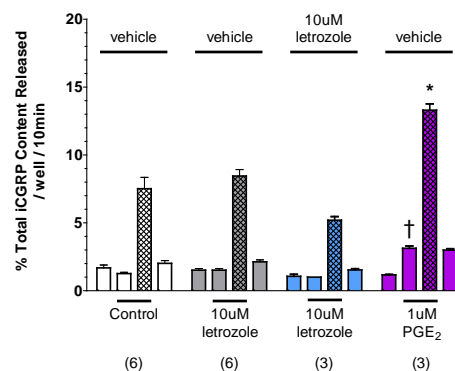 % Total iCGRP Content Released
/ well / 10min
20
15
10
5
0
vehicle
vehicle
10uM
letrozole
vehicle
*
†
Control
10uM
letrozole
10uM
letrozole
1uM
PGE₂
(6)
(6)
(3)
(3)